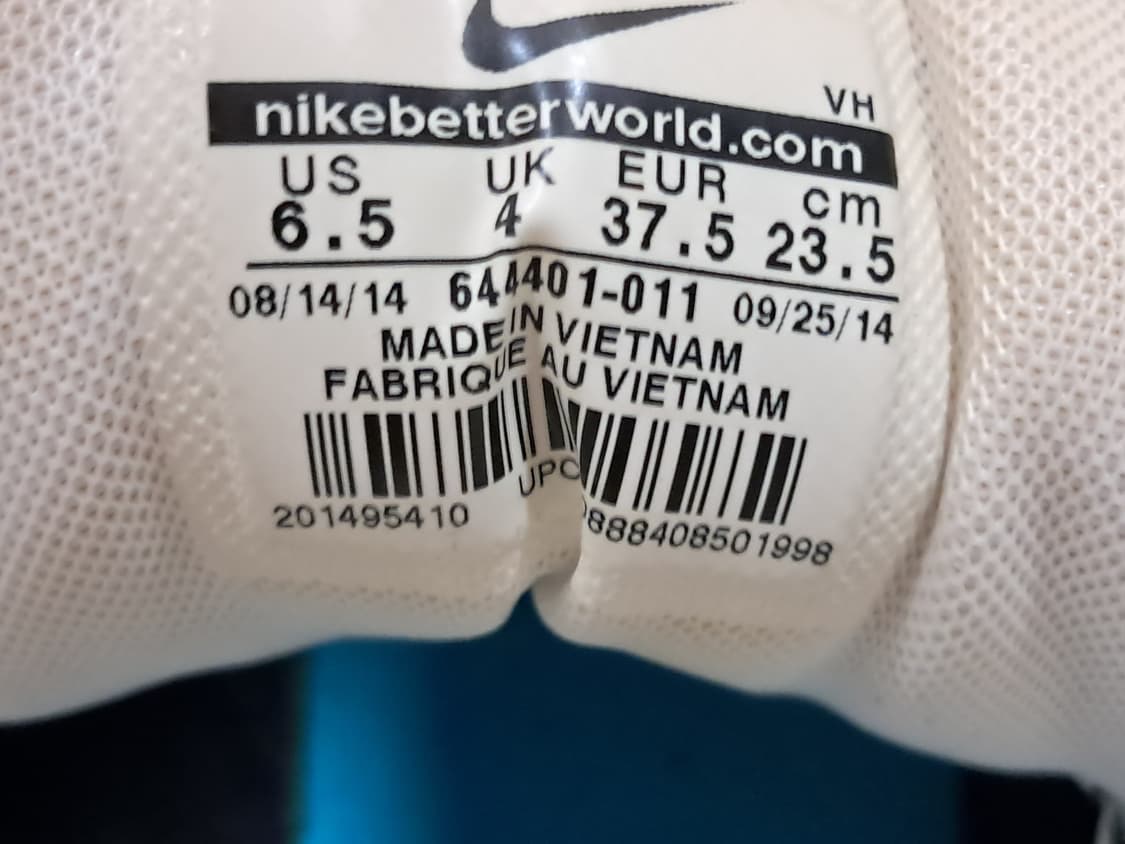 VH
nikebetterworld.com
US UK EUR cm
6.5 4 37.5 23.5
08/14/14 644401-011 09/25/14
MADE IN VIETNAM
FABRIQUE AU VIETNAM
UPC
201495410 0888408501998